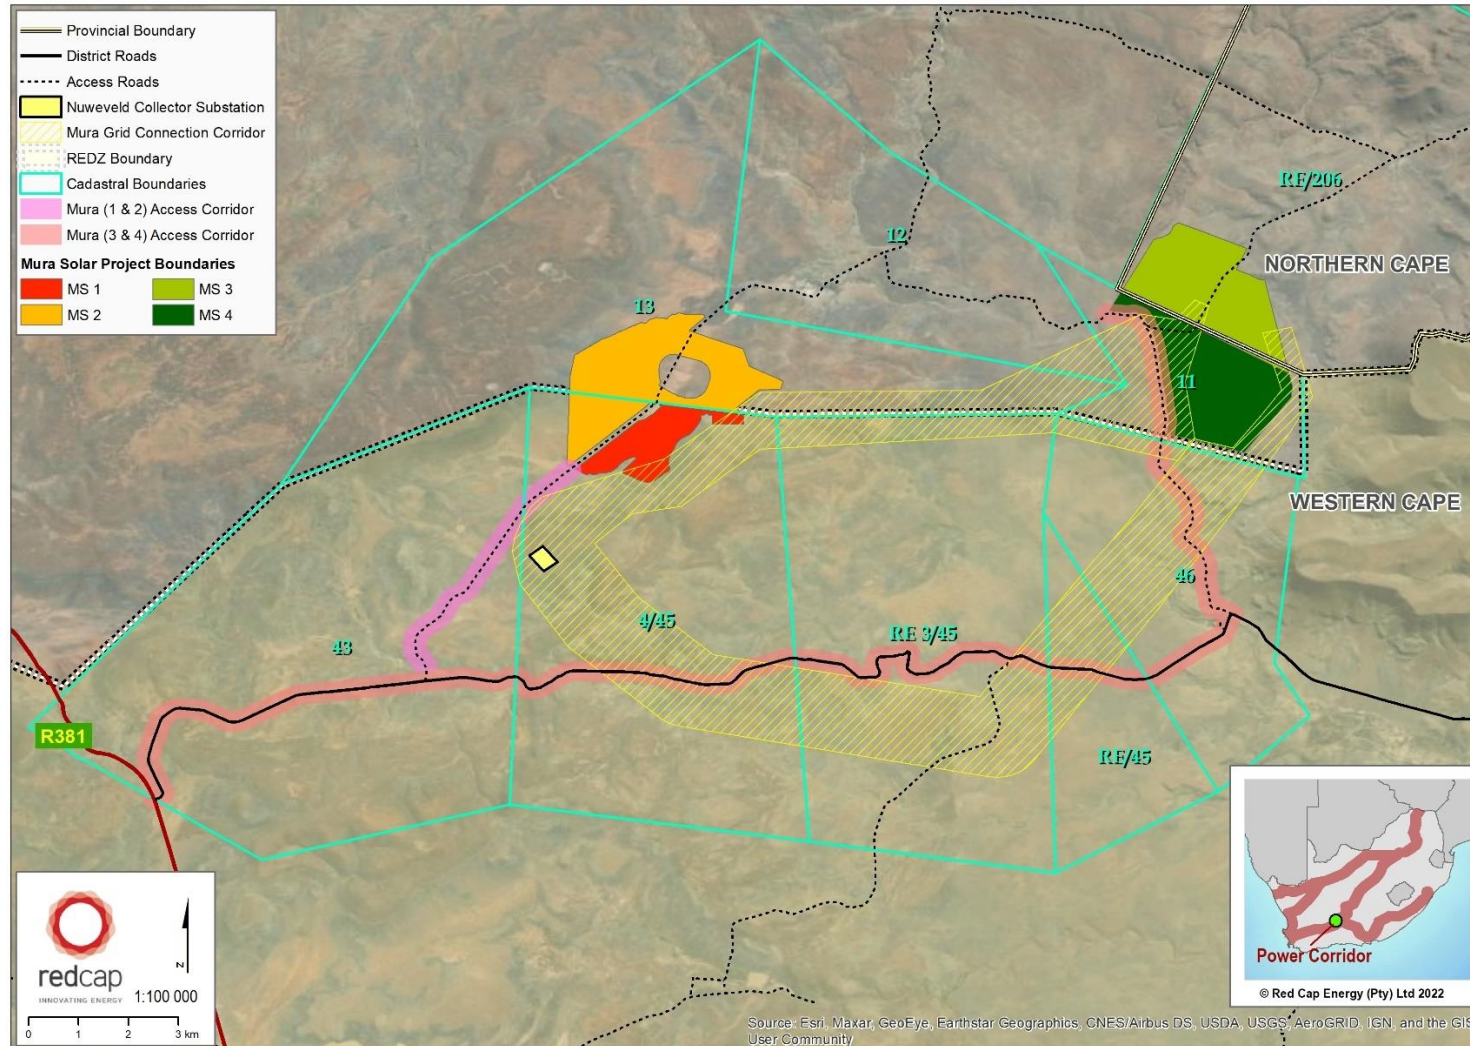 Provincial Boundary
District Roads
Access Roads
Nuweveld Collector Substation
Mura Grid Connection Corridor
REDZ Boundary
Cadastral Boundaries
Mura (1 & 2) Access Corridor
Mura (3 & 4) Access Corridor
Mura Solar Project Boundaries
MS 1 MS 3
MS 2 MS 4
RE/206
12
NORTHERN CAPE
13
11
WESTERN CAPE
46
4/45
RE 3/45
43
R381
RE/45
redcap
INNOVATING ENERGY
N
1:100 000
0 1 2 3 km
Power Corridor
© Red Cap Energy (Pty) Ltd 2022
Source: Esri, Maxar, GeoEye, Earthstar Geographics, CNES/Airbus DS, USDA, USGS, AeroGRID, IGN, and the GIS
User Community